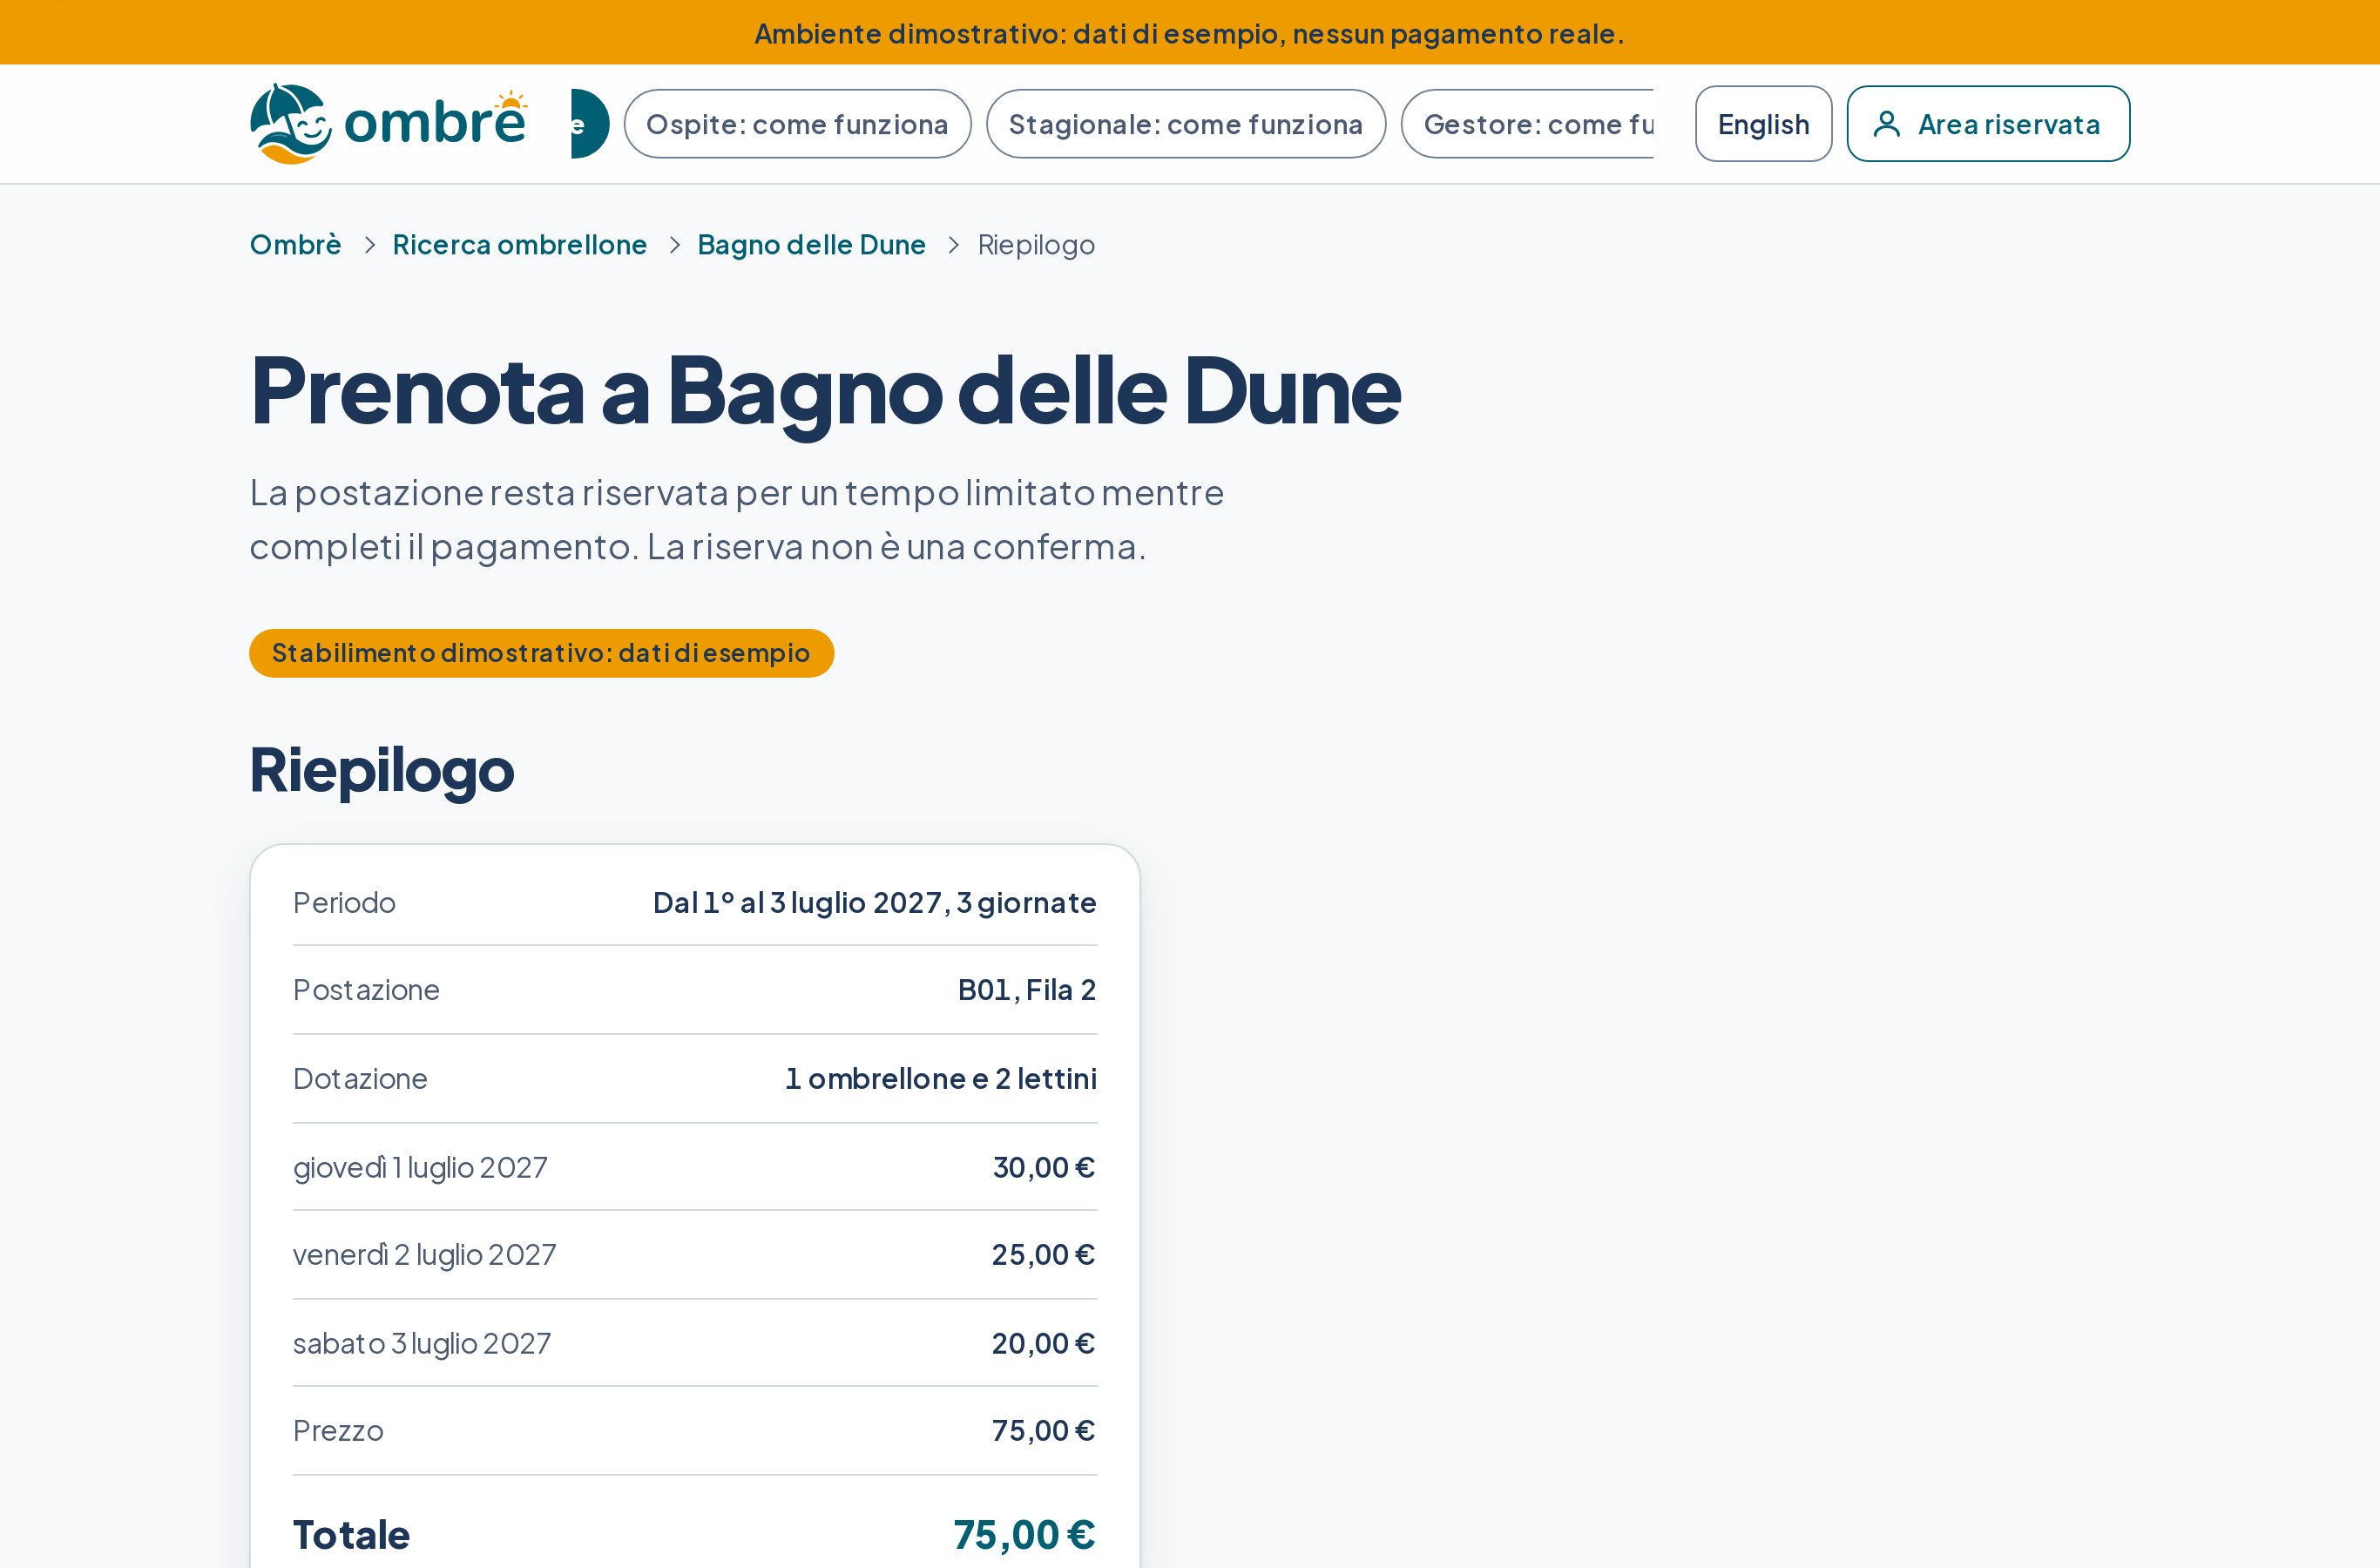 Ambiente dimostrativo: dati di esempio, nessun pagamento reale.
ombrè
e
Ospite: come funziona
Stagionale: come funziona
Gestore: come fu
English
Area riservata
Ombrè > Ricerca ombrellone > Bagno delle Dune > Riepilogo
Prenota a Bagno delle Dune
La postazione resta riservata per un tempo limitato mentre
completi il pagamento. La riserva non è una conferma.
Stabilimento dimostrativo: dati di esempio
Riepilogo
Periodo Dal 1º al 3 luglio 2027, 3 giornate
Postazione B01, Fila 2
Dotazione 1 ombrellone e 2 lettini
giovedì 1 luglio 2027 30,00 €
venerdì 2 luglio 2027 25,00 €
sabato 3 luglio 2027 20,00 €
Prezzo 75,00 €
Totale 75,00 €